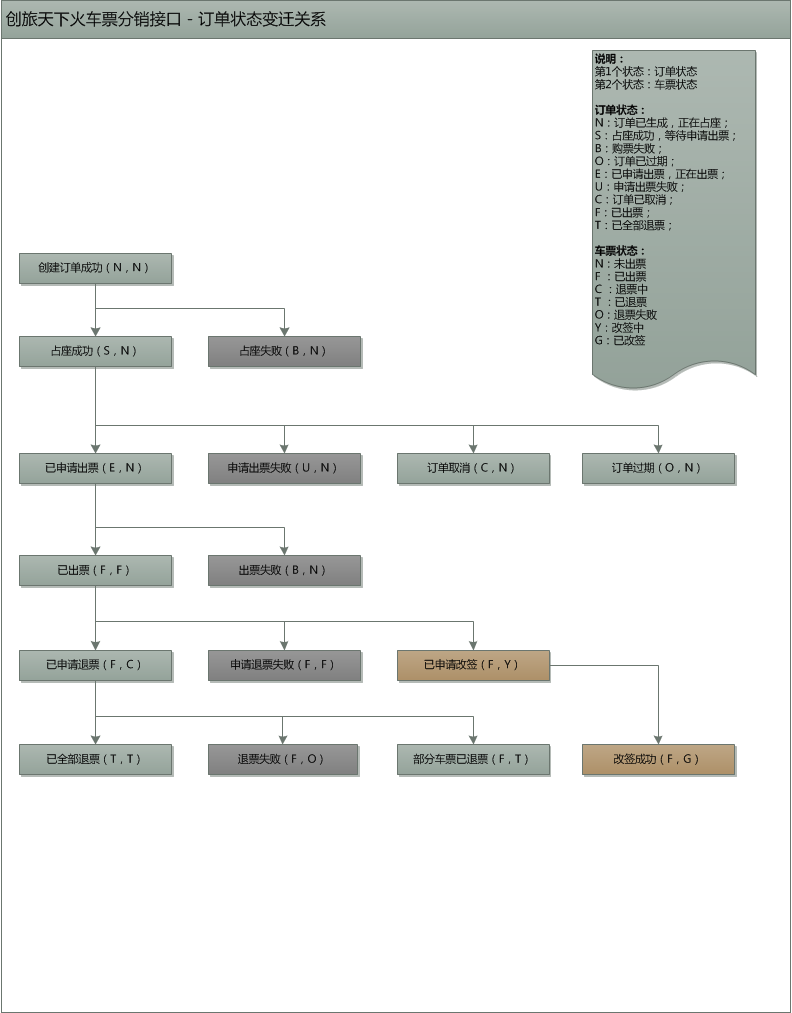 创旅天下火车票分销接口 - 订单状态变迁关系
说明：
第1个状态：订单状态
第2个状态：车票状态
订单状态：
N：订单已生成，正在占座；
S：占座成功，等待申请出票；
B：购票失败；
O：订单已过期；
E：已申请出票，正在出票；
U：申请出票失败；
C：订单已取消；
F：已出票；
T：已全部退票；
车票状态：
N：未出票
F ：已出票
C ：退票中
T ：已退票
O：退票失败
Y：改签中
G：已改签
创建订单成功（N，N）
占座成功（S，N）
占座失败（B，N）
已申请出票（E，N）
申请出票失败（U，N）
订单取消（C，N）
订单过期（O，N）
已出票（F，F）
出票失败（B，N）
已申请退票（F，C）
申请退票失败（F，F）
已申请改签（F，Y）
已全部退票（T，T）
退票失败（F，O）
部分车票已退票（F，T）
改签成功（F，G）